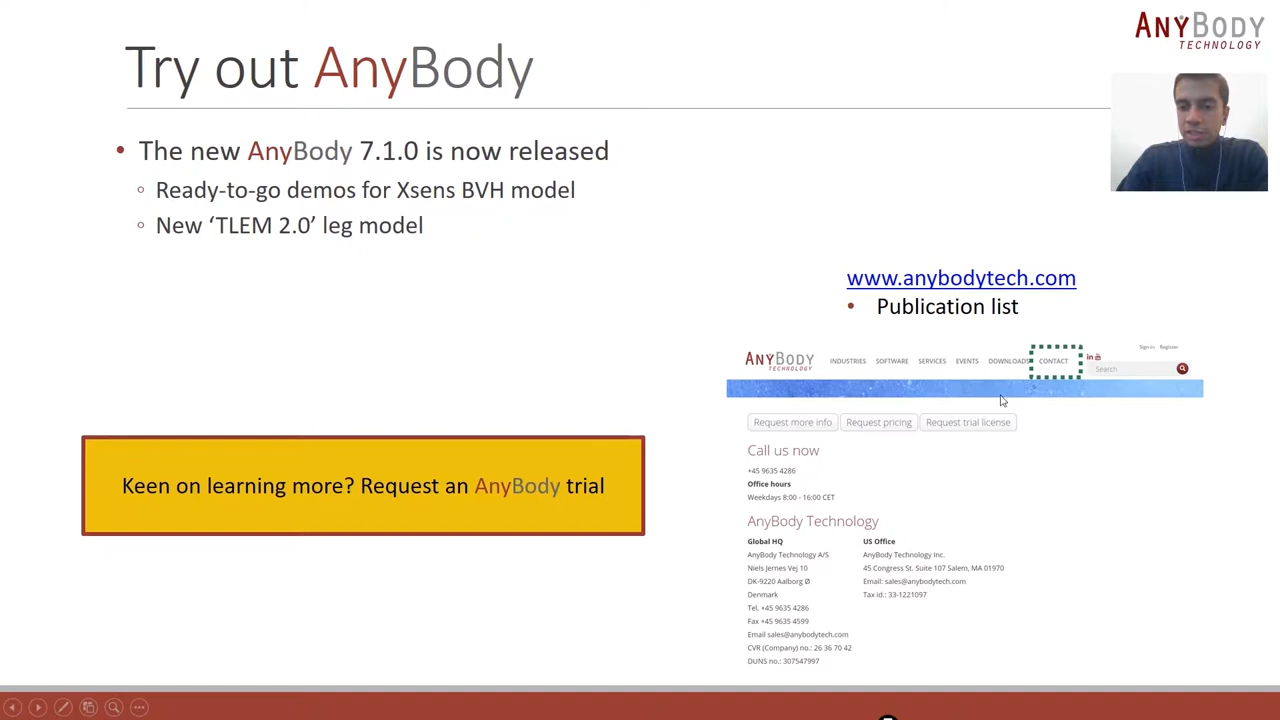 ANYBODY
TECHNOLOGY
Try out AnyBody
• The new AnyBody 7.1.0 is now released
◦ Ready-to-go demos for Xsens BVH model
◦ New ‘TLEM 2.0’ leg model
www.anybodytech.com
• Publication list
Sign in Register
ANYBODY
TECHNOLOGY
INDUSTRIES SOFTWARE SERVICES EVENTS DOWNLOADS CONTACT
Search
Request more info Request pricing Request trial license
Call us now
+45 9635 4286
Office hours
Weekdays 8:00 - 16:00 CET
AnyBody Technology
Global HQ
AnyBody Technology A/S
Niels Jernes Vej 10
DK-9220 Aalborg Ø
Denmark
Tel. +45 9635 4286
Fax +45 9635 4599
Email sales@anybodytech.com
CVR (Company) no.: 26 36 70 42
DUNS no.: 307547997
US Office
AnyBody Technology Inc.
45 Congress St. Suite 107 Salem, MA 01970
Email: sales@anybodytech.com
Tax id.: 33-1221097
Keen on learning more? Request an AnyBody trial